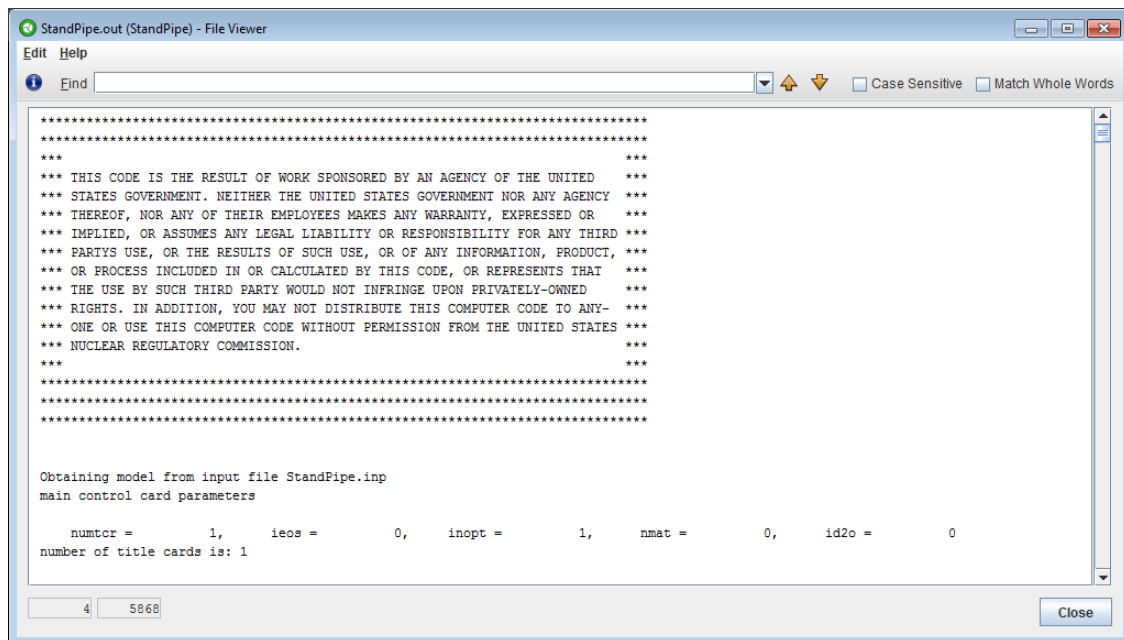 StandPipe.out (StandPipe) - File Viewer
Edit Help
Find Case Sensitive Match Whole Words
*******************************************************************************
*******************************************************************************
*** ***
*** THIS CODE IS THE RESULT OF WORK SPONSORED BY AN AGENCY OF THE UNITED ***
*** STATES GOVERNMENT. NEITHER THE UNITED STATES GOVERNMENT NOR ANY AGENCY ***
*** THEREOF, NOR ANY OF THEIR EMPLOYEES MAKES ANY WARRANTY, EXPRESSED OR ***
*** IMPLIED, OR ASSUMES ANY LEGAL LIABILITY OR RESPONSIBILITY FOR ANY THIRD ***
*** PARTYS USE, OR THE RESULTS OF SUCH USE, OR OF ANY INFORMATION, PRODUCT, ***
*** OR PROCESS INCLUDED IN OR CALCULATED BY THIS CODE, OR REPRESENTS THAT ***
*** THE USE BY SUCH THIRD PARTY WOULD NOT INFRINGE UPON PRIVATELY-OWNED ***
*** RIGHTS. IN ADDITION, YOU MAY NOT DISTRIBUTE THIS COMPUTER CODE TO ANY- ***
*** ONE OR USE THIS COMPUTER CODE WITHOUT PERMISSION FROM THE UNITED STATES ***
*** NUCLEAR REGULATORY COMMISSION. ***
*** ***
*******************************************************************************
*******************************************************************************
*******************************************************************************
Obtaining model from input file StandPipe.inp
main control card parameters
numtcr = 1, ieos = 0, inopt = 1, nmat = 0, id2o = 0
number of title cards is: 1
4 5868 Close